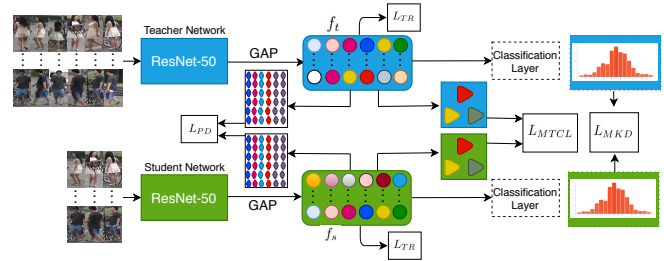 Teacher Network
ResNet-50
GAP
f_t
L_TR
Classification
Layer
L_PD
L_MTCL
L_MKD
Student Network
ResNet-50
GAP
f_s
L_TR
Classification
Layer